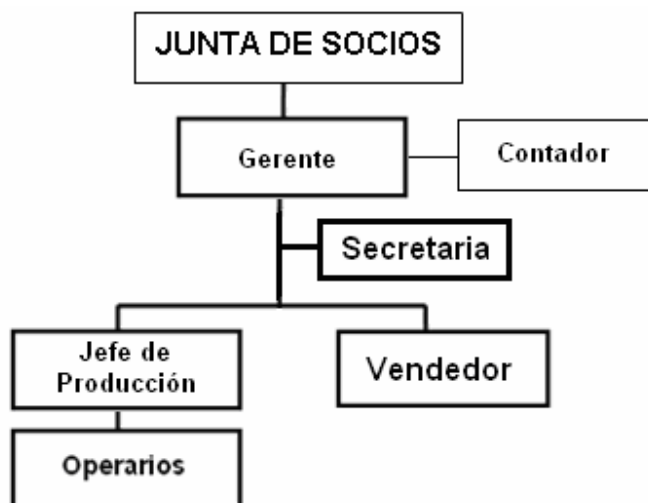 JUNTA DE SOCIOS
Gerente
Contador
Secretaria
Jefe de
Producción
Vendedor
Operarios